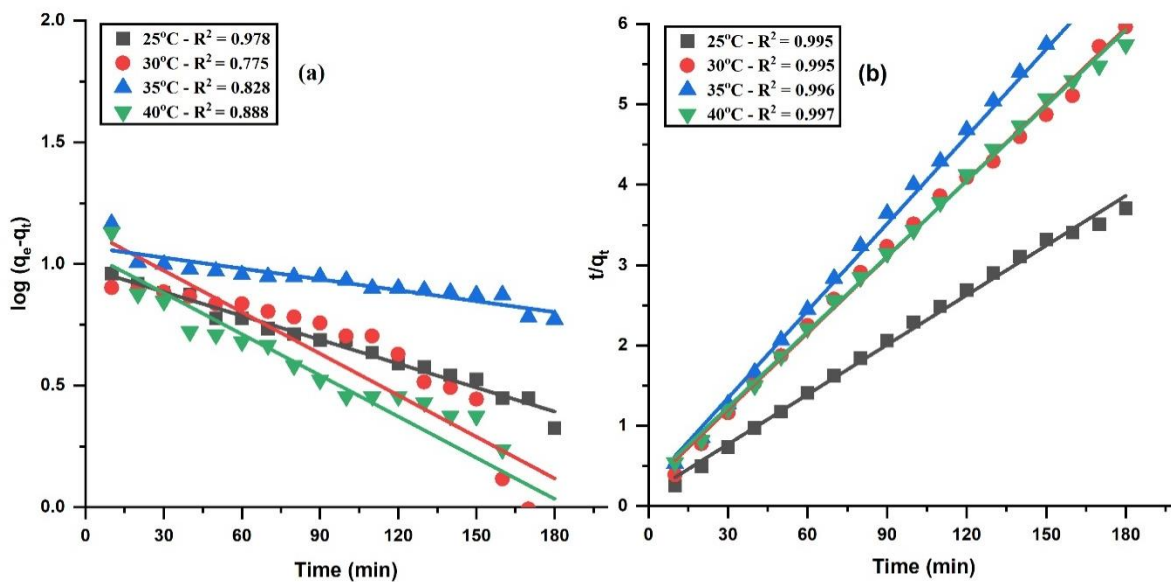 2.0
1.5
1.0
0.5
0.0
log (qₑ-qₜ)
25°C - R² = 0.978
30°C - R² = 0.775
35°C - R² = 0.828
40°C - R² = 0.888
(a)
0 30 60 90 120 150 180
Time (min)
6
5
4
3
2
1
0
t/qₜ
25°C - R² = 0.995
30°C - R² = 0.995
35°C - R² = 0.996
40°C - R² = 0.997
(b)
0 30 60 90 120 150 180
Time (min)